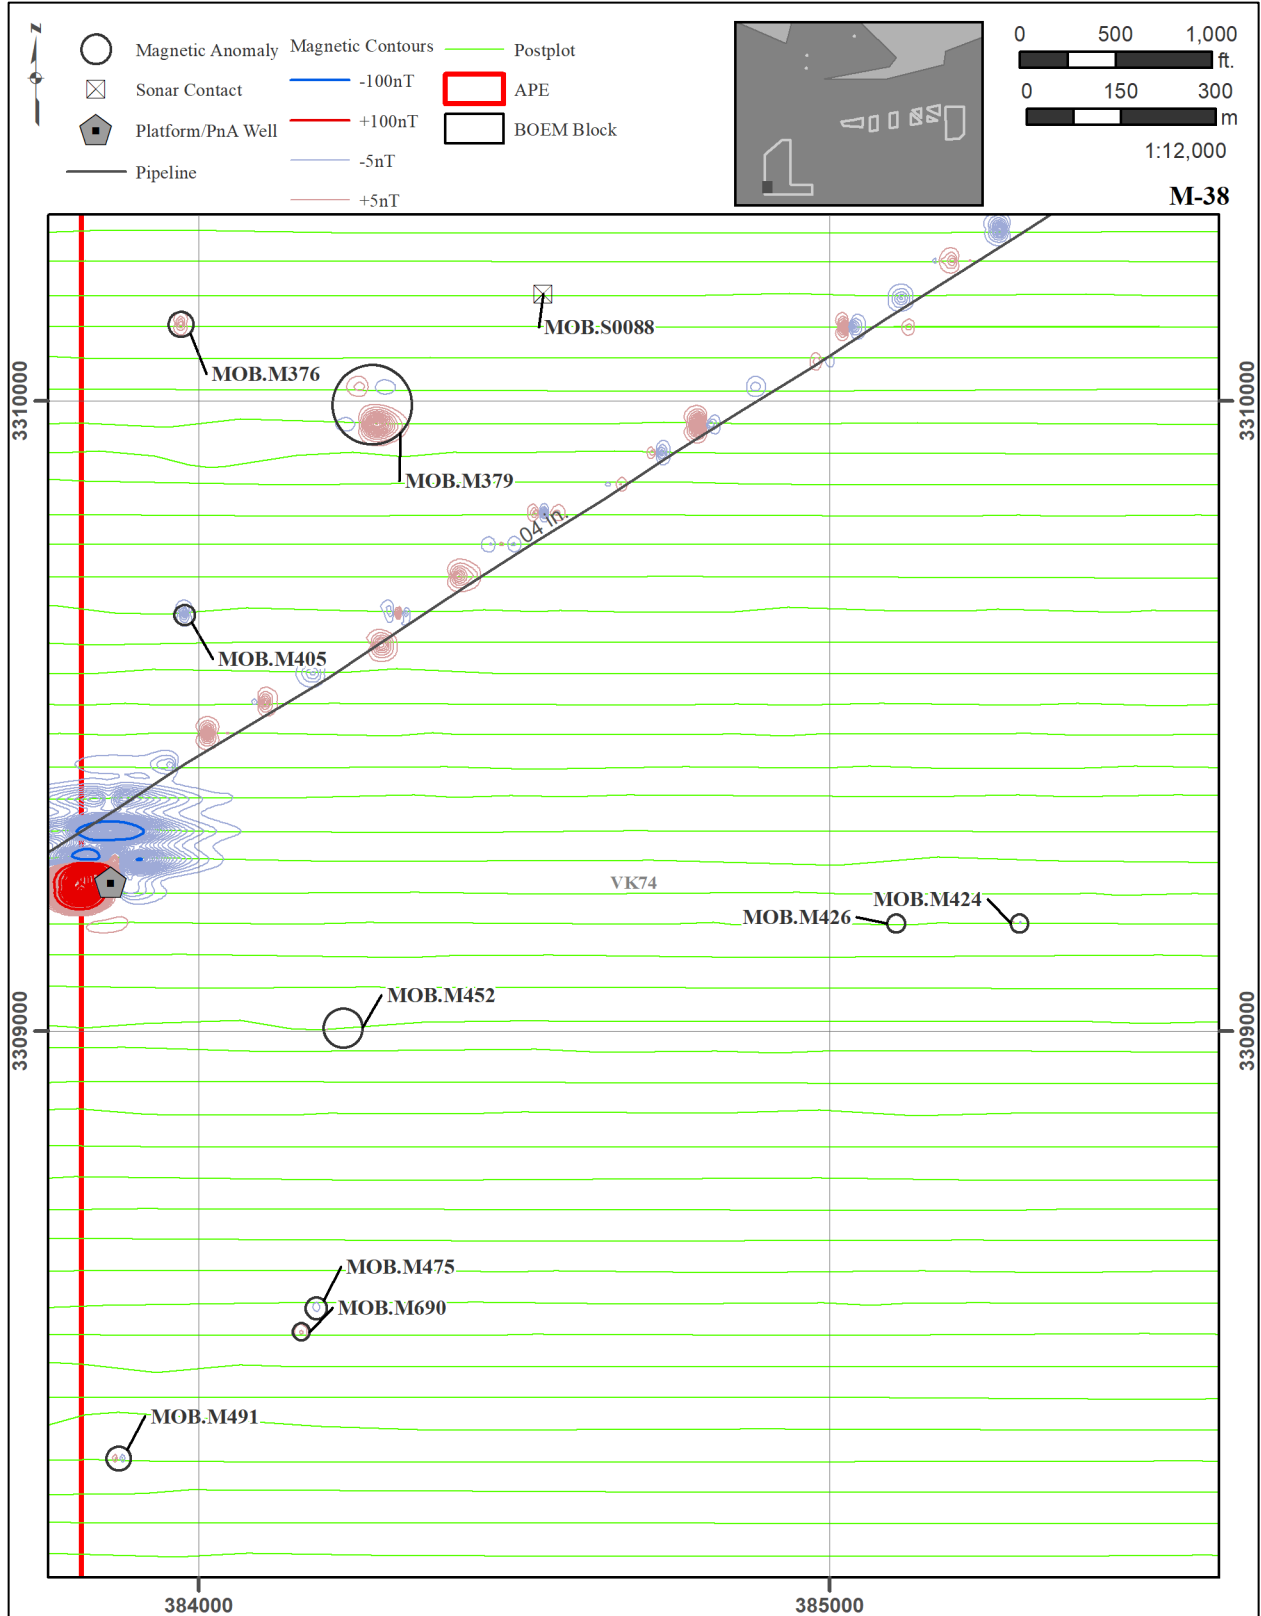 Z
Magnetic Anomaly
Sonar Contact
Platform/PnA Well
Pipeline
Magnetic Contours
-100nT
+100nT
-5nT
+5nT
Postplot
APE
BOEM Block
0 500 1,000
ft.
0 150 300
m
1:12,000
M-38
MOB.S0088
MOB.M376
3310000
3310000
MOB.M379
04 In.
MOB.M405
VK74
MOB.M424
MOB.M426
MOB.M452
3309000
3309000
MOB.M475
MOB.M690
MOB.M491
384000
385000